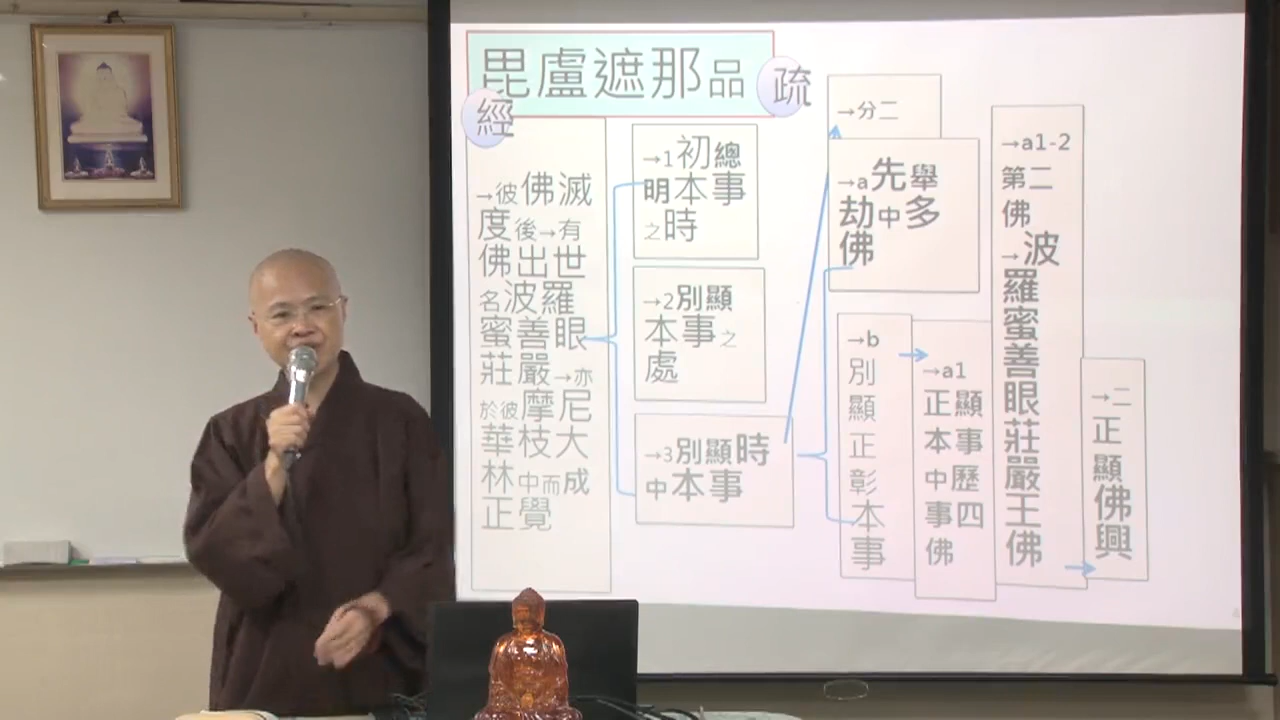 毘盧遮那品
疏
經
→彼佛滅
度後→有
佛出世
名波羅
蜜善眼
莊嚴→亦
於彼摩尼
華枝大
林中而成
正覺
→1初總
明本事
之時
→2別顯
本事之
處
→3別顯時
中本事
→分二
→a先舉
劫中多
佛
→b
別
顯
正
彰
本
事
→a1
正顯
本事
中歷
事四
佛
→a1-2
第二
佛
→波
羅
蜜
善
眼
莊
嚴
王
佛
→二
正
顯
佛
興